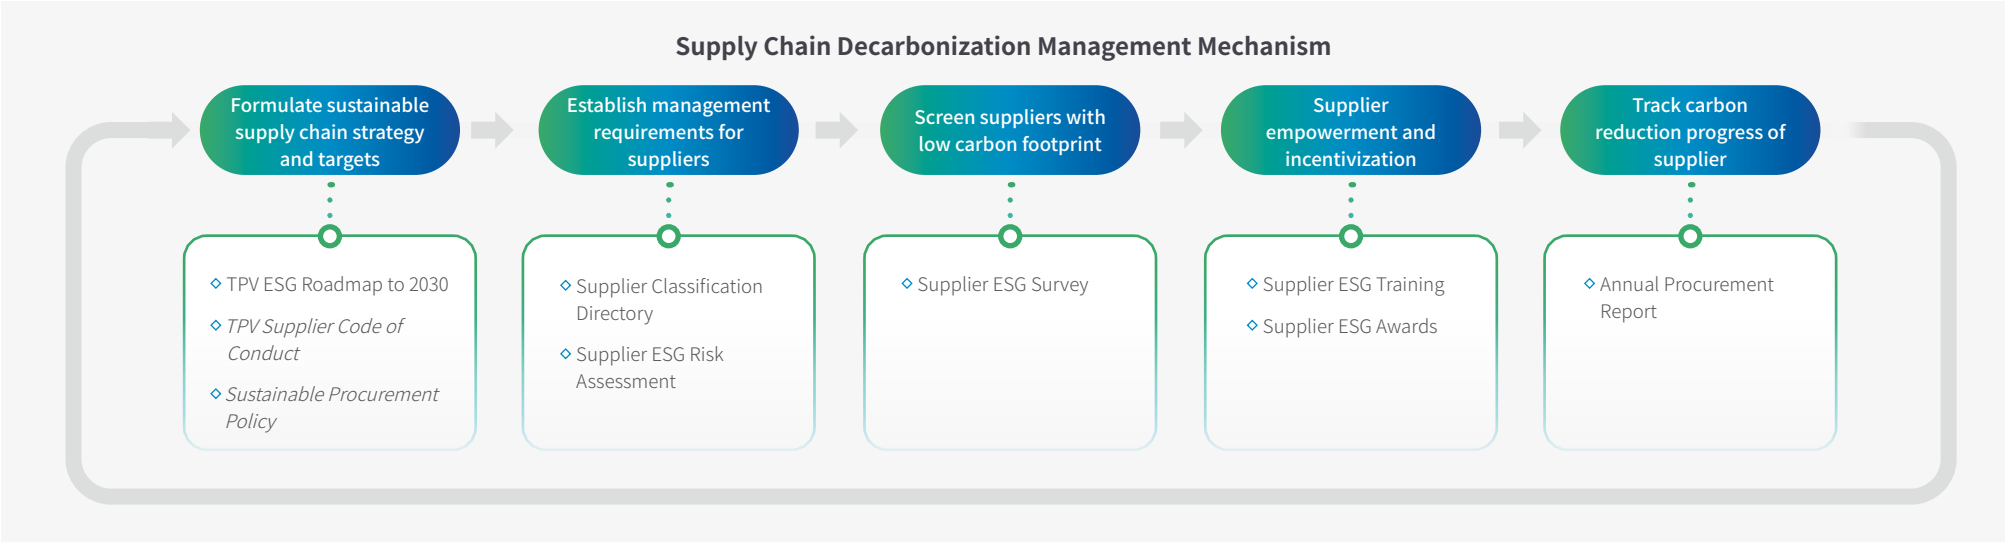 Supply Chain Decarbonization Management Mechanism
Formulate sustainable
supply chain strategy
and targets
Establish management
requirements for
suppliers
Screen suppliers with
low carbon footprint
Supplier
empowerment and
incentivization
Track carbon
reduction progress of
supplier
TPV ESG Roadmap to 2030
TPV Supplier Code of
Conduct
Sustainable Procurement
Policy
Supplier Classification
Directory
Supplier ESG Risk
Assessment
Supplier ESG Survey
Supplier ESG Training
Supplier ESG Awards
Annual Procurement
Report